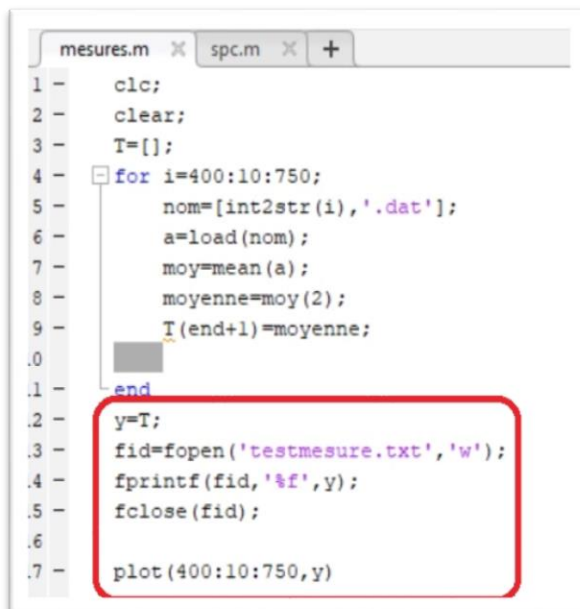 mesures.m × spc.m × +
1 - clc;
2 - clear;
3 - T=[];
4 - for i=400:10:750;
5 - nom=[int2str(i),'.dat'];
6 - a=load(nom);
7 - moy=mean(a);
8 - moyenne=moy(2);
9 - T(end+1)=moyenne;
.0
.1 - end
.2 - y=T;
.3 - fid=fopen('testmesure.txt','w');
.4 - fprintf(fid,'%f',y);
.5 - fclose(fid);
.6
.7 - plot(400:10:750,y)